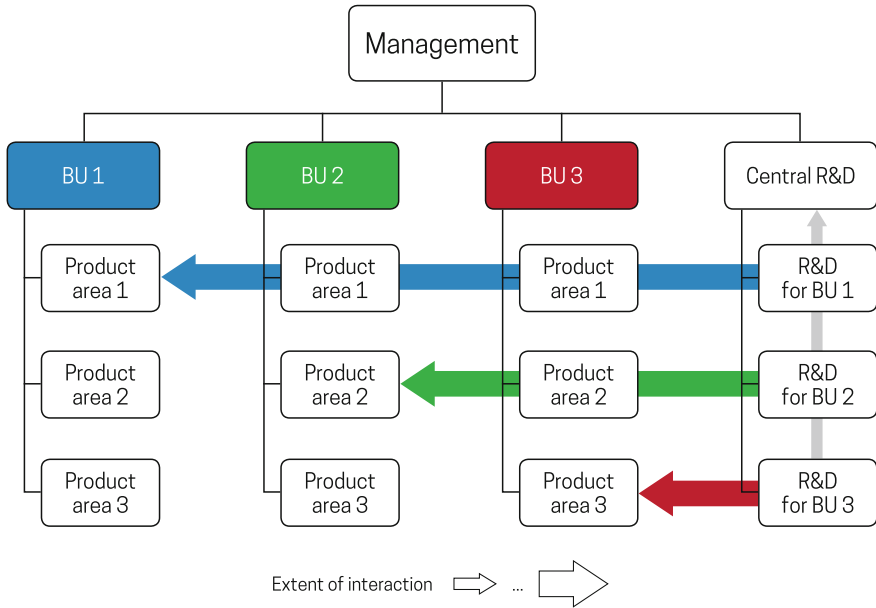 Management
BU 1
BU 2
BU 3
Central R&D
Product
area 1
Product
area 1
Product
area 1
R&D
for BU 1
Product
area 2
Product
area 2
Product
area 2
R&D
for BU 2
Product
area 3
Product
area 3
Product
area 3
R&D
for BU 3
Extent of interaction ...